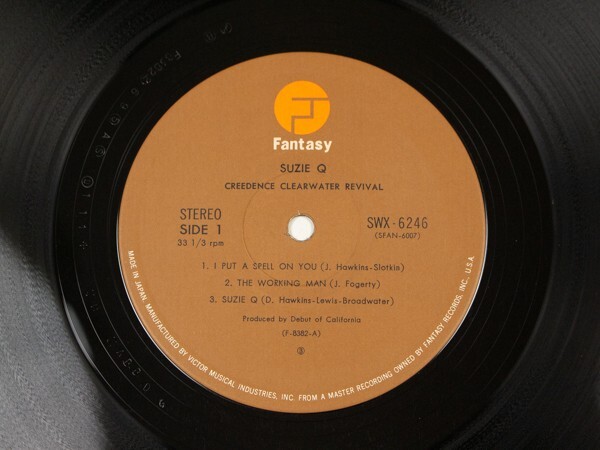 Fantasy
SUZIE Q
CREEDENCE CLEARWATER REVIVAL
STEREO
SIDE 1
33 1/3 rpm
SWX-6246
(SFAN-6007)
1. I PUT A SPELL ON YOU (J. Hawkins-Slotkin)
2. THE WORKING MAN (J. Fogerty)
3. SUZIE Q (D. Hawkins-Lewis-Broadwater)
Produced by Debut of California
(F-8382-A)
MADE IN JAPAN. MANUFACTURED BY VICTOR MUSICAL INDUSTRIES, INC. FROM A MASTER RECORDING OWNED BY FANTASY RECORDS, INC., U.S.A.